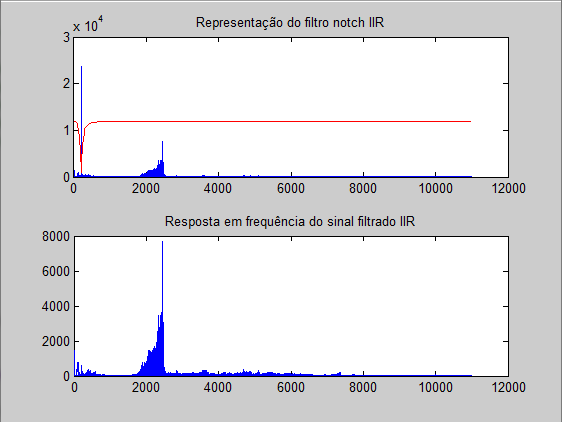 Representação do filtro notch IIR
x 10^4
3
2
1
0
0 2000 4000 6000 8000 10000 12000
Resposta em frequência do sinal filtrado IIR
8000
6000
4000
2000
0
0 2000 4000 6000 8000 10000 12000